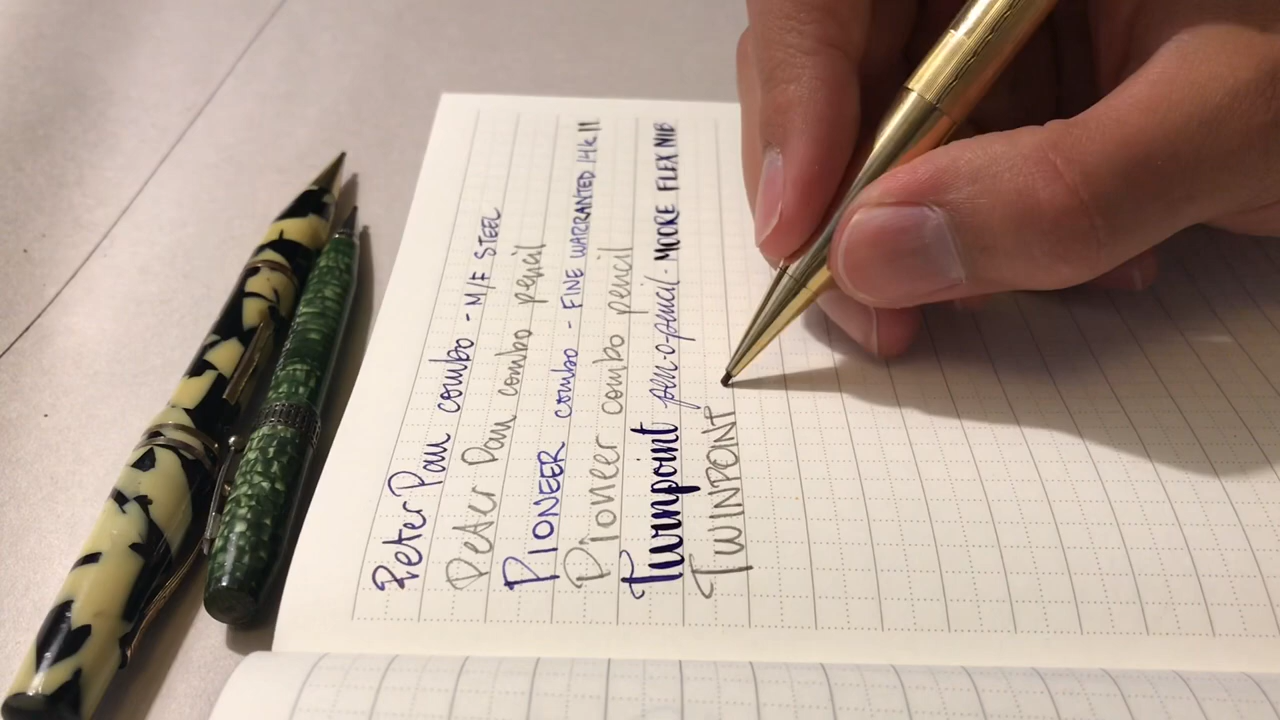 Peter Pan combo - M/F STEEL
Peter Pan combo pencil
PIONEER combo - FINE WARRANTED 14k 11
Pioneer combo pencil
Twinpoint pen-o-pencil - MOORE FLEX NIB
TWINPOINT